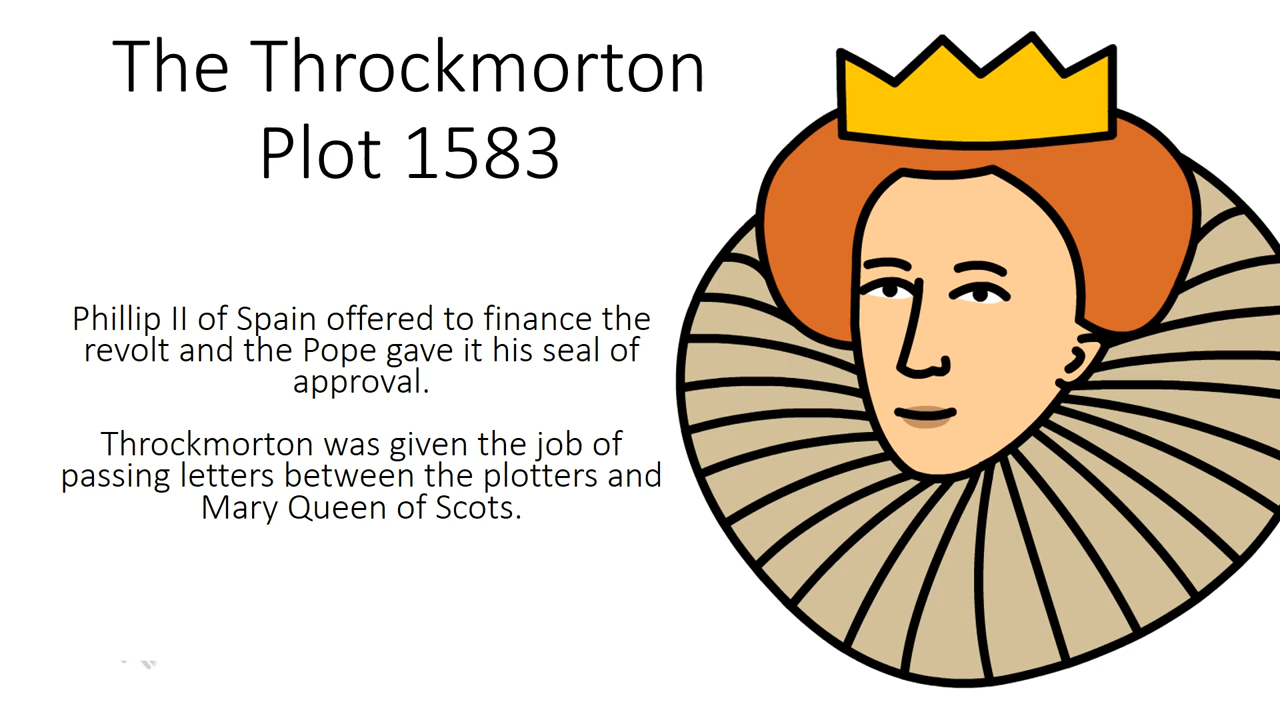 The Throckmorton
Plot 1583
Phillip II of Spain offered to finance the
revolt and the Pope gave it his seal of
approval.
Throckmorton was given the job of
passing letters between the plotters and
Mary Queen of Scots.